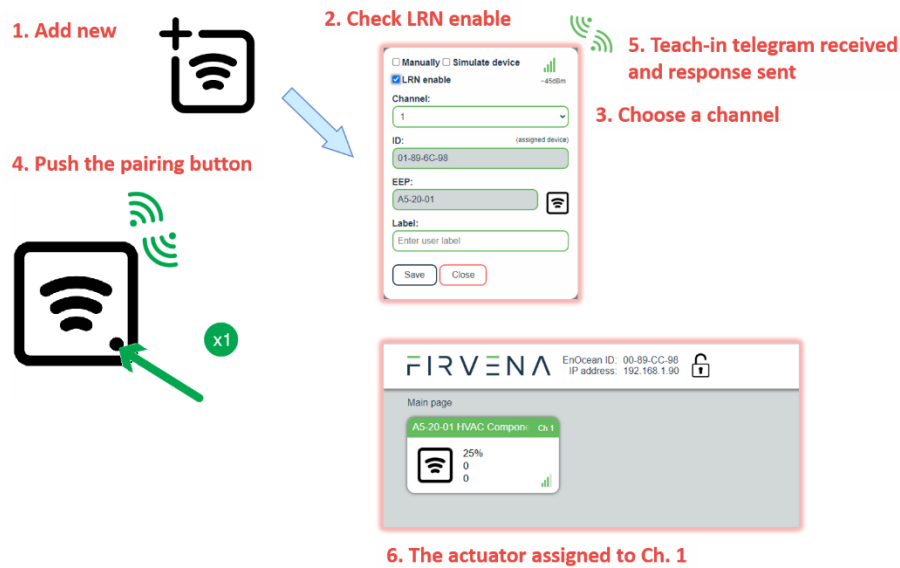 1. Add new
2. Check LRN enable
Manually Simulate device
LRN enable
~45dBm
Channel:
1
ID: (assigned device)
01-89-6C-98
EEP:
A5-20-01
Label:
Enter user label
Save Close
5. Teach-in telegram received
and response sent
3. Choose a channel
4. Push the pairing button
x1
FIRVENA
EnOcean ID: 00-89-CC-98
IP address: 192.168.1.90
Main page
A5-20-01 HVAC Compon Ch 1
25%
0
0
6. The actuator assigned to Ch. 1